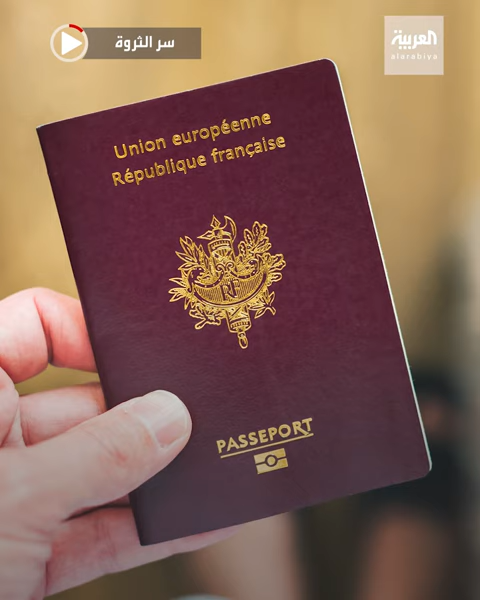 سر الثروة
العربية
alarabiya
Union européenne
République française
RF
PASSEPORT